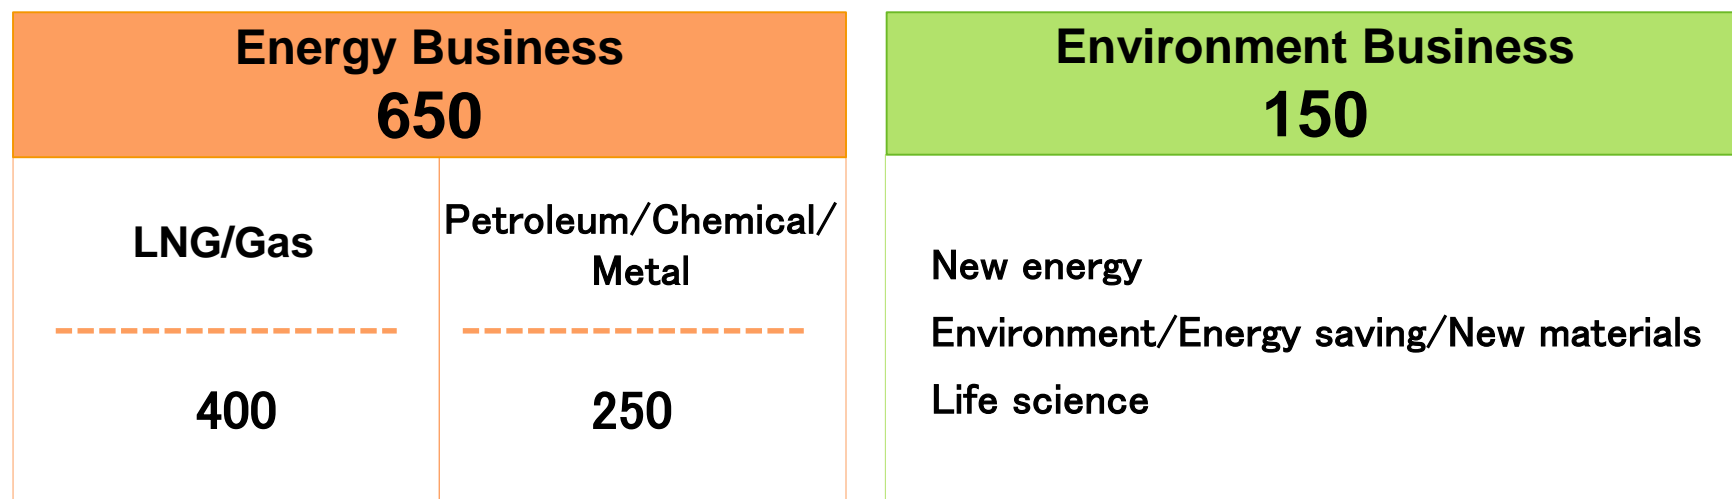 Energy Business
650
LNG/Gas
400
Petroleum/Chemical/
Metal
250
Environment Business
150
New energy
Environment/Energy saving/New materials
Life science